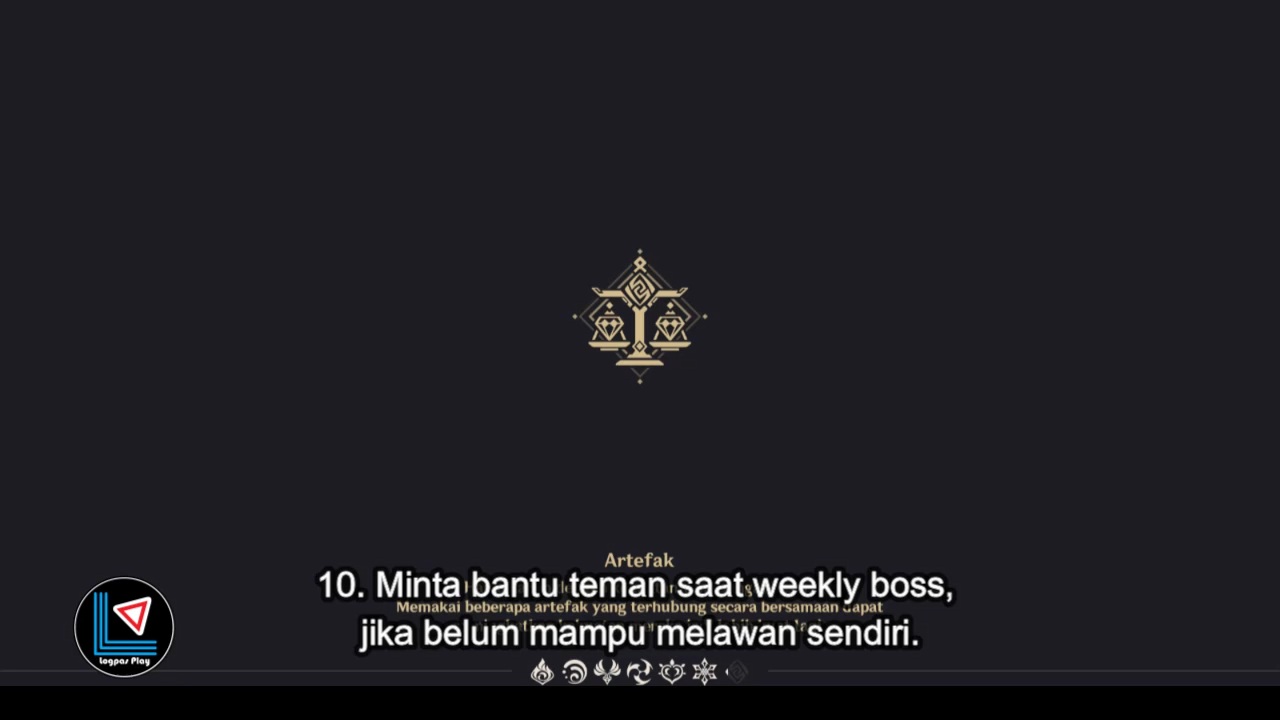 Artefak
10. Minta bantu teman saat weekly boss,
Memakai beberapa artefak yang terhubung secara bersamaan dapat
jika belum mampu melawan sendiri.
Logpas Play